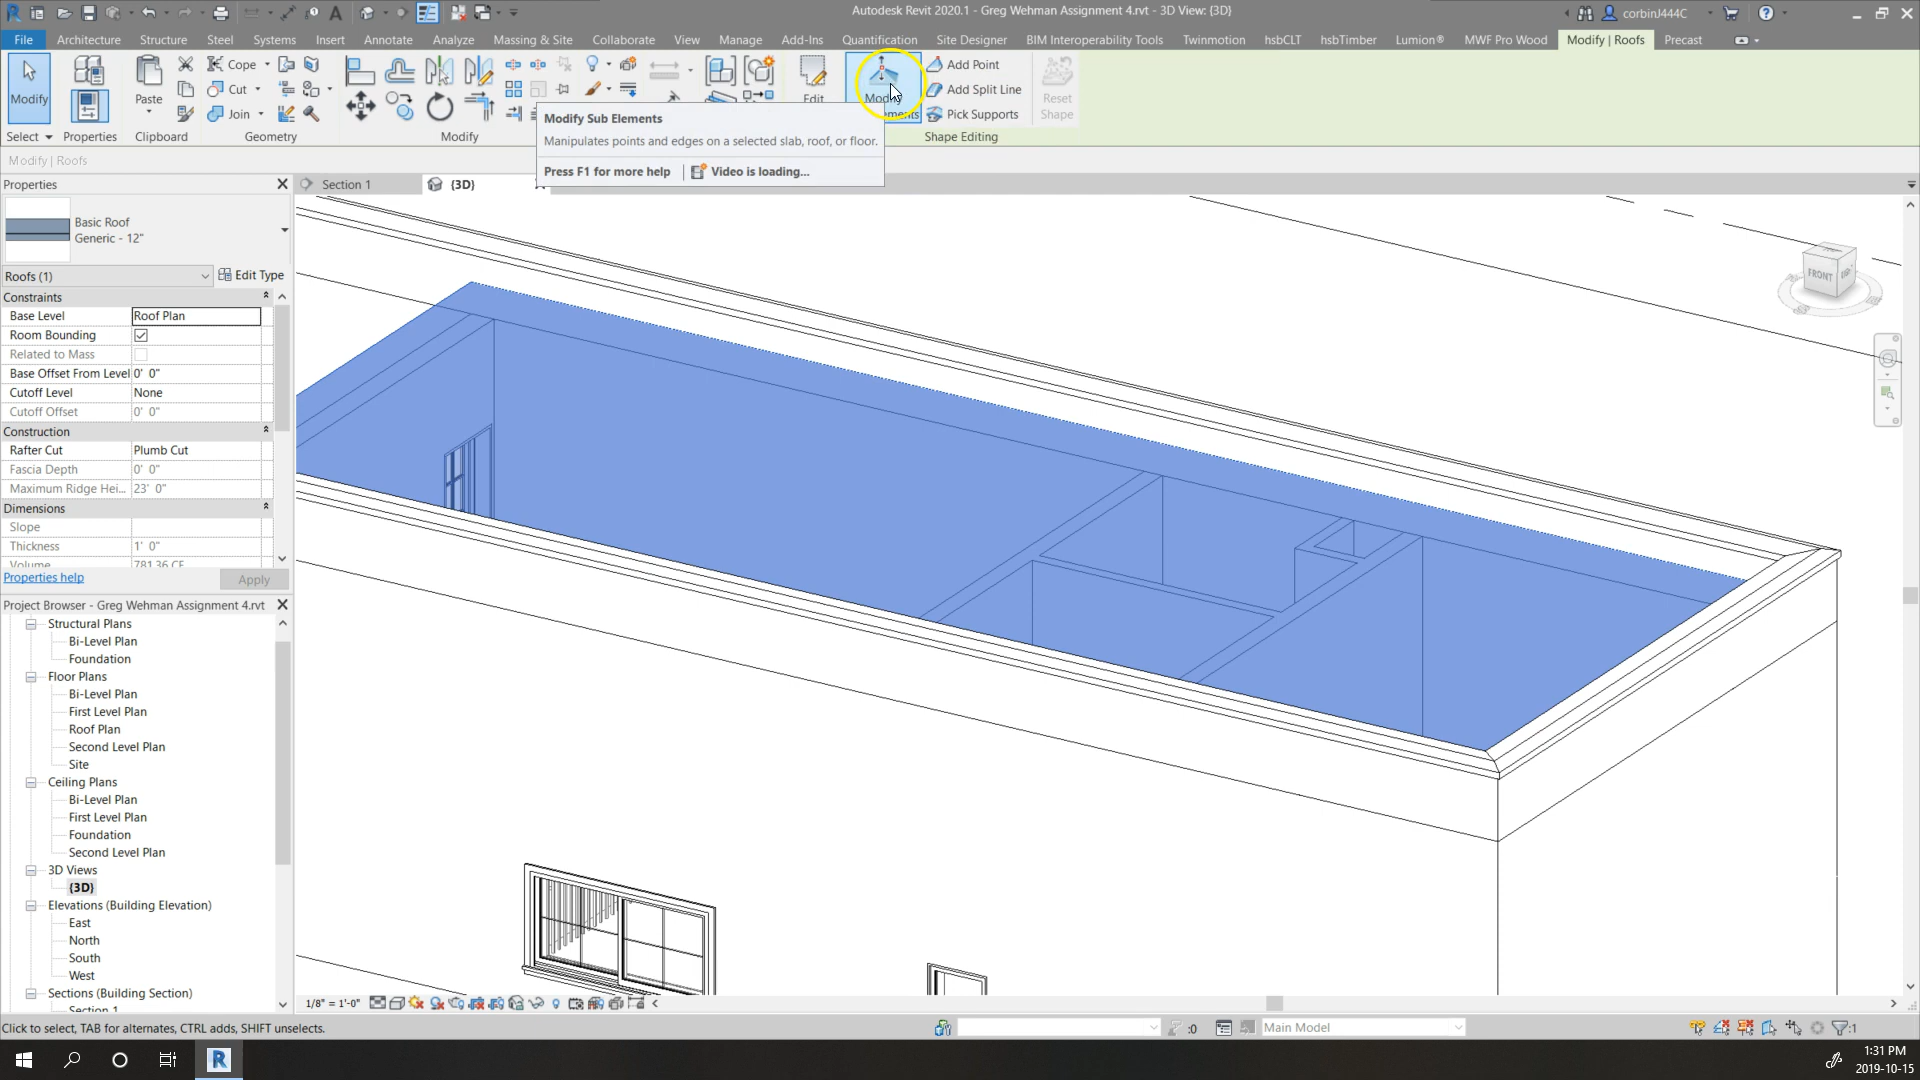 Autodesk Revit 2020.1 - Greg Wehman Assignment 4.rvt - 3D View: {3D}
corbinJ444C
File Architecture Structure Steel Systems Insert Annotate Analyze Massing & Site Collaborate View Manage Add-Ins Quantification Site Designer BIM Interoperability Tools Twinmotion hsbCLT hsbTimber Lumion® MWF Pro Wood Modify | Roofs Precast
Modify
Paste
Cope
Cut
Join
Edit
Add Point
Add Split Line
Pick Supports
Reset
Shape
Select Properties Clipboard Geometry Modify Shape Editing
Modify Sub Elements
Manipulates points and edges on a selected slab, roof, or floor.
Press F1 for more help
Video is loading...
Modify | Roofs
Properties
Section 1
{3D}
Basic Roof
Generic - 12"
Roofs (1)
Edit Type
Constraints
Base Level Roof Plan
Room Bounding
Related to Mass
Base Offset From Level 0' 0"
Cutoff Level None
Cutoff Offset 0' 0"
Construction
Rafter Cut Plumb Cut
Fascia Depth 0' 0"
Maximum Ridge Hei... 23' 0"
Dimensions
Slope
Thickness 1' 0"
Volume 781.36 CF
Properties help
Apply
Project Browser - Greg Wehman Assignment 4.rvt
Structural Plans
Bi-Level Plan
Foundation
Floor Plans
Bi-Level Plan
First Level Plan
Roof Plan
Second Level Plan
Site
Ceiling Plans
Bi-Level Plan
First Level Plan
Foundation
Second Level Plan
3D Views
{3D}
Elevations (Building Elevation)
East
North
South
West
Sections (Building Section)
Section 1
FRONT
1/8" = 1'-0"
Click to select, TAB for alternates, CTRL adds, SHIFT unselects.
:0
Main Model
:1
1:31 PM
2019-10-15